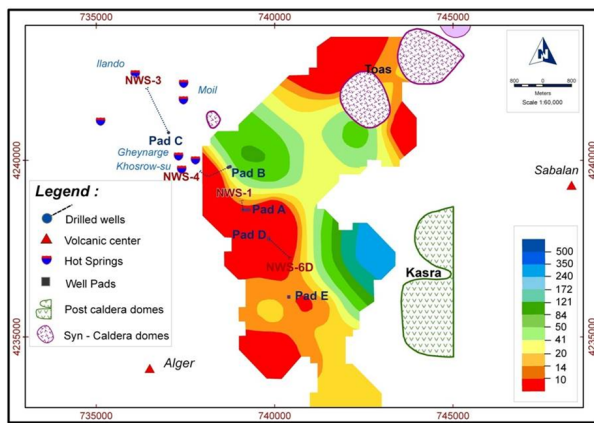 735000
740000
745000
Ilando
NWS-3
Moil
Toas
Pad C
Gheynarge
Khosrow-su
NWS-4
Pad B
NWS-1
Pad A
Pad D
NWS-6D
Pad E
Kasra
Sabalan
Alger
N
800 0 800
Meters
Scale 1:60.000
4240000
4240000
4235000
4235000
Legend :
Drilled wells
Volcanic center
Hot Springs
Well Pads
Post caldera domes
Syn - Caldera domes
500
350
240
172
121
84
50
41
20
14
10
735000
740000
745000